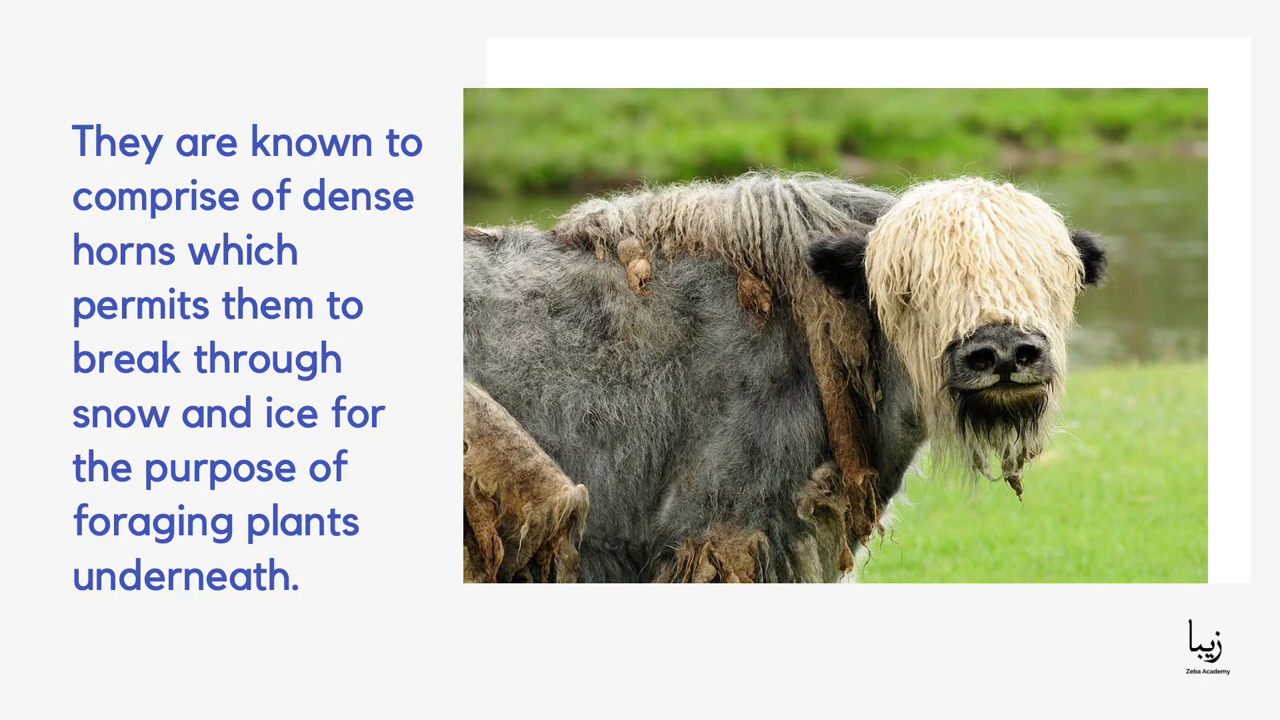 They are known to
comprise of dense
horns which
permits them to
break through
snow and ice for
the purpose of
foraging plants
underneath.
زیبا
Zeba Academy